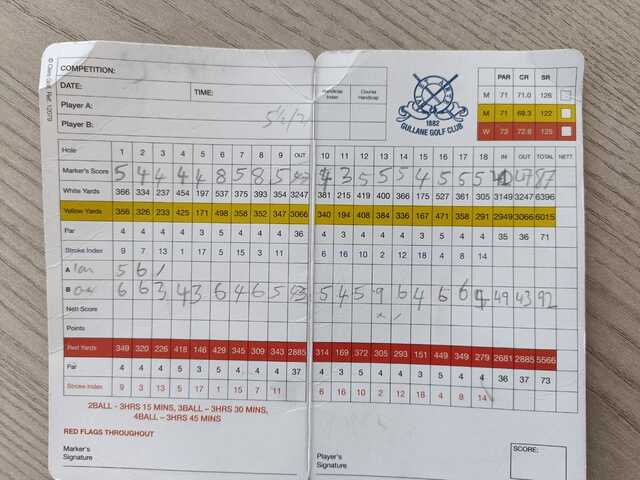 © Caira Golf Ref: 12079
COMPETITION:
DATE: TIME: Handicap Index Course Handicap
Player A:
Player B:
1882
GULLANE GOLF CLUB
PAR CR SR
M 71 71.0 126
M 71 69.3 122
W 73 72.8 125
Hole 1 2 3 4 5 6 7 8 9 OUT 10 11 12 13 14 15 16 17 18 IN OUT TOTAL NETT
Marker's Score 5 4 4 4 4 8 5 8 5 4 3 5 5 5 4 5 5 5 47 87
White Yards 366 334 237 454 197 537 375 394 353 3247 381 215 419 400 366 175 527 361 305 3149 3247 6396
Yellow Yards 356 326 233 425 171 498 358 352 347 3066 340 194 408 384 336 167 471 358 291 2949 3066 6015
Par 4 4 3 4 3 5 4 4 4 36 4 3 4 4 4 3 5 4 4 35 36 71
Stroke Index 9 7 13 1 17 5 15 3 11 6 16 10 2 12 18 4 8 14
A Ian 5 6 /
B 6 6 3 4 3 6 4 6 5 43 5 4 5 9 6 4 6 6 4 49 43 92
Nett Score
Points
Red Yards 349 320 226 418 146 429 345 309 343 2885 314 169 372 305 293 151 449 349 279 2681 2885 5566
Par 4 4 4 5 3 5 4 4 4 37 4 3 4 4 4 3 5 4 4 36 37 73
Stroke Index 9 3 13 5 17 1 15 7 11 6 16 10 2 12 18 4 8 14
2BALL - 3HRS 15 MINS, 3BALL – 3HRS 30 MINS,
4BALL – 3HRS 45 MINS
RED FLAGS THROUGHOUT
Marker's
Signature
Player's
Signature
SCORE: